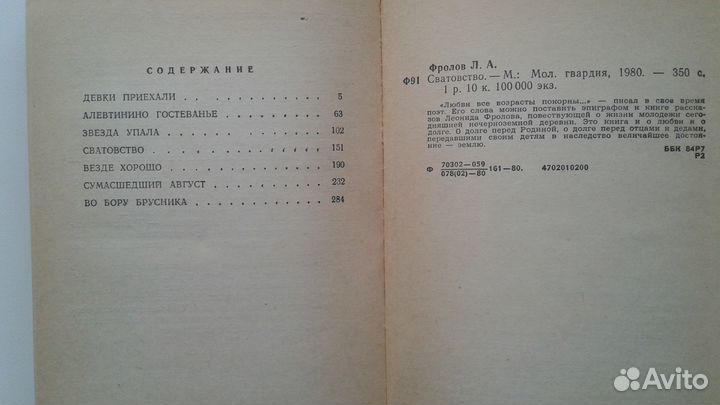 СОДЕРЖАНИЕ
ДЕВКИ ПРИЕХАЛИ . . . . . . . . . . . . 5
АЛЕВТИНИНО ГОСТЕВАНЬЕ . . . . . . . . . 63
ЗВЕЗДА УПАЛА . . . . . . . . . . . . 102
СВАТОВСТВО . . . . . . . . . . . . . 151
ВЕЗДЕ ХОРОШО . . . . . . . . . . . . 190
СУМАСШЕДШИЙ АВГУСТ . . . . . . . . . . 232
ВО БОРУ БРУСНИКА . . . . . . . . . . . 284
Фролов Л. А.
Ф91 Сватовство. — М.: Мол. гвардия, 1980. — 350 с.
1 р. 10 к. 100 000 экз.
«Любви все возрасты покорны...» — писал в свое время
поэт. Его слова можно поставить эпиграфом и к книге расска-
зов Леонида Фролова, повествующей о жизни молодежи сего-
дняшней нечерноземной деревни. Это книга и о любви и о
долге. О долге перед Родиной, о долге перед отцами и дедами,
передавшими своим детям в наследство величайшее достоя-
ние — землю.
ББК 84Р7
Р2
Ф 70302—059
078(02)—80 161—80. 4702010200
Avito